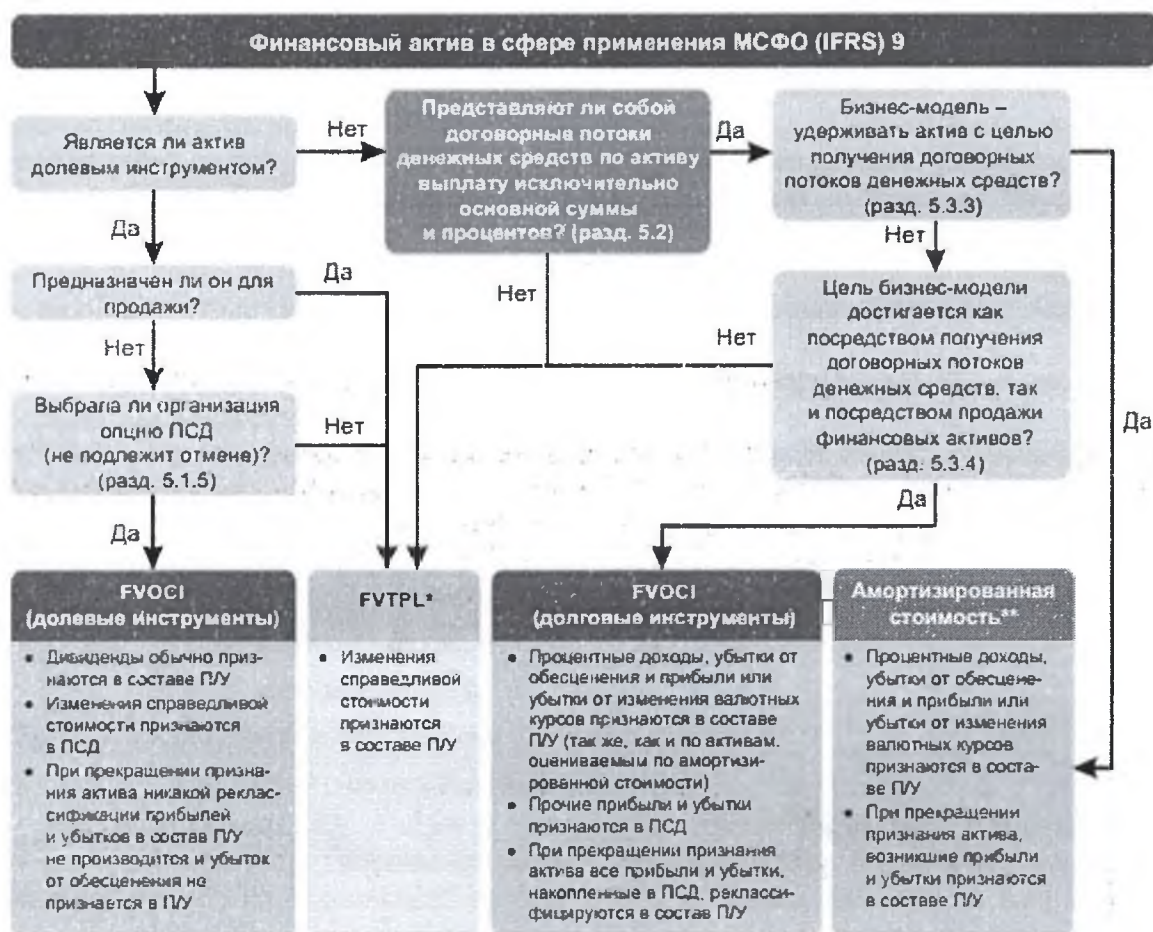 Финансовый актив в сфере применения МСФО (IFRS) 9
Является ли актив
долевым инструментом?
Нет
Представляют ли собой
договорные потоки
денежных средств по активу
выплату исключительно
основной суммы
и процентов? (разд. 5.2)
Да
Бизнес-модель –
удерживать актив с целью
получения договорных
потоков денежных средств?
(разд. 5.3.3)
Да
Нет
Предназначен ли он для
продажи?
Да
Нет
Цель бизнес-модели
достигается как
посредством получения
договорных потоков
денежных средств, так
и посредством продажи
финансовых активов?
(разд. 5.3.4)
Нет
Нет
Да
Выбрала ли организация
опцию ПСД
(не подлежит отмене)?
(разд. 5.1.5)
Нет
Да
Да
FVOCI
(долевые инструменты)
• Дивиденды обычно приз-
наются в составе П/У
• Изменения справедливой
стоимости признаются
в ПСД
• При прекращении призна-
ния актива никакой реклас-
сификации прибылей
и убытков в состав П/У
не производится и убыток
от обесценения не
признается в П/У
FVTPL*
• Изменения
справедливой
стоимости
признаются
в составе П/У
FVOCI
(долговые инструменты)
• Процентные доходы, убытки от
обесценения и прибыли или
убытки от изменения валютных
курсов признаются в составе
П/У (так же, как и по активам,
оцениваемым по амортизи-
рованной стоимости)
• Прочие прибыли и убытки
признаются в ПСД
• При прекращении признания
актива все прибыли и убытки,
накопленные в ПСД, реклассифи-
фицируются в состав П/У
Амортизированная
стоимость**
• Процентные доходы,
убытки от обесцене-
ния и прибыли или
убытки от изменения
валютных курсов
признаются в соста-
ве П/У
• При прекращении
признания актива,
возникшие прибыли
и убытки признаются
в составе П/У